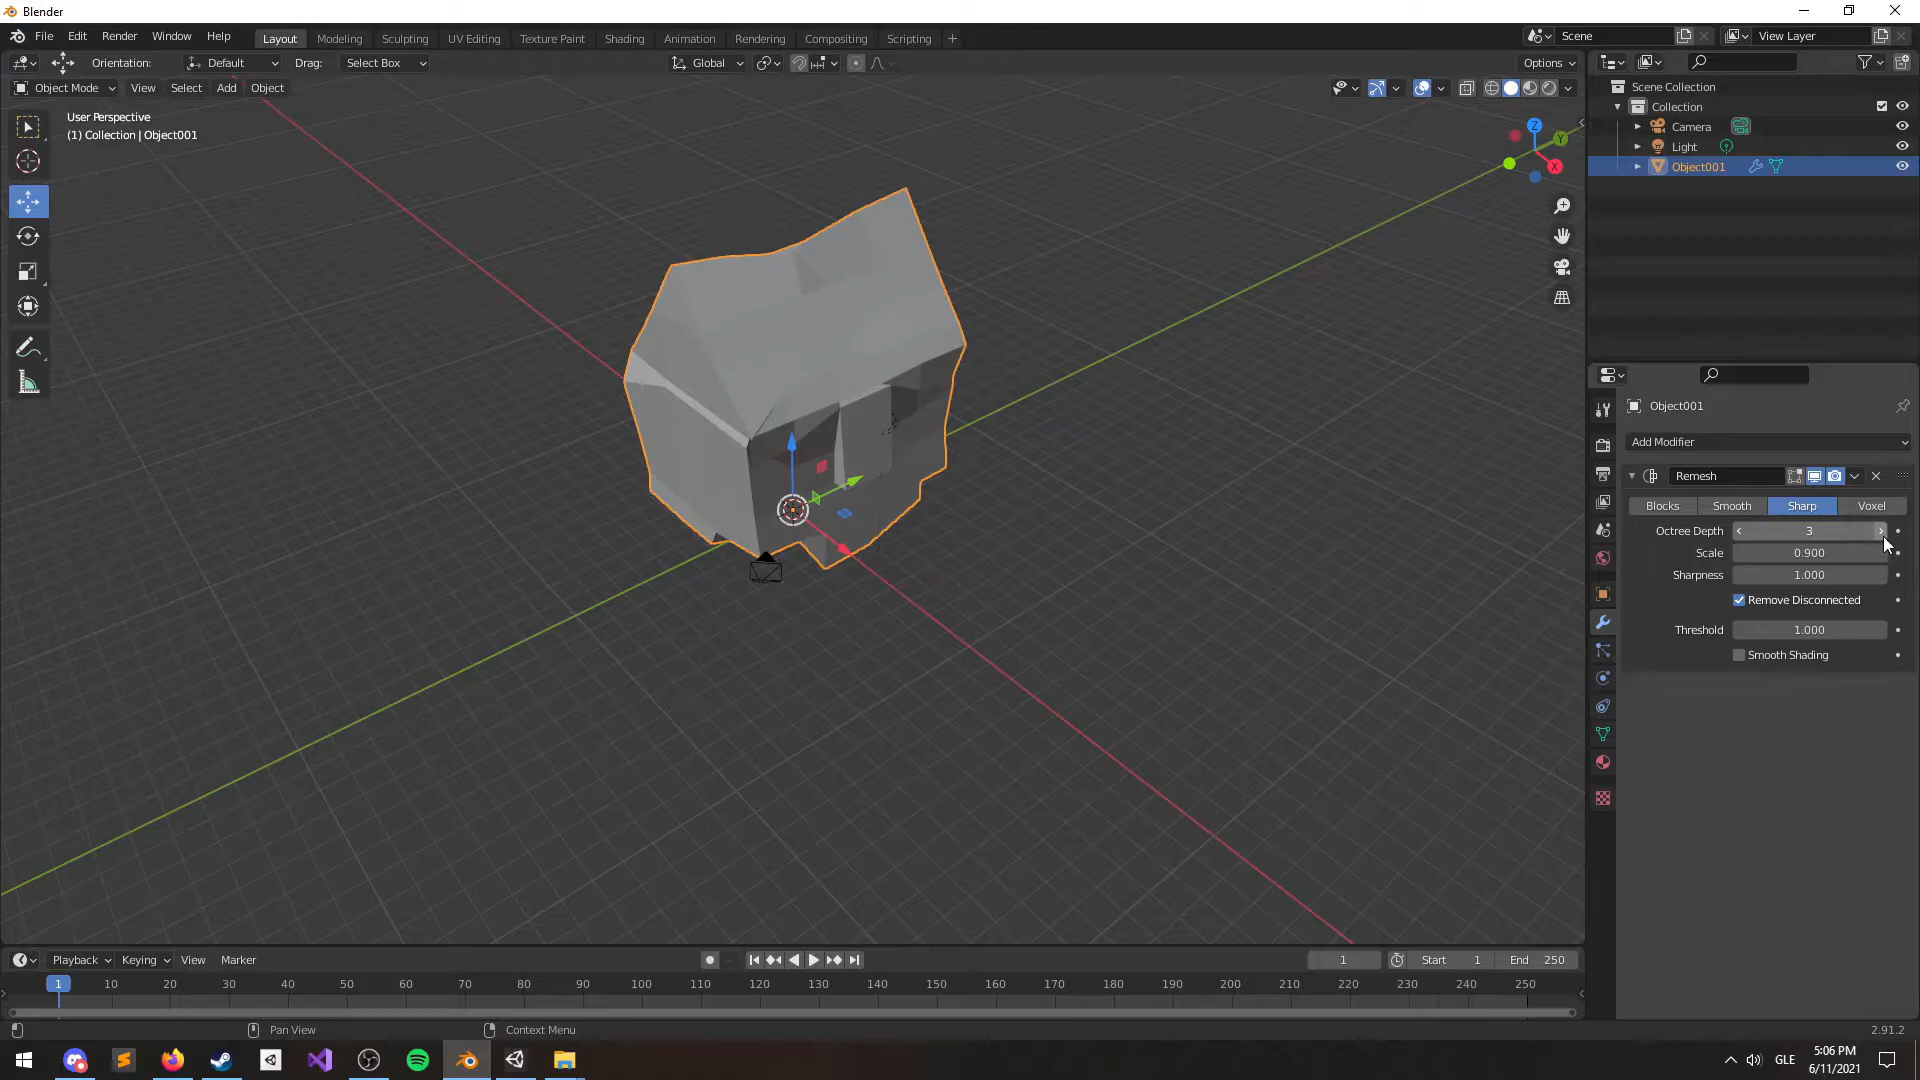 Blender
File Edit Render Window Help
Layout Modeling Sculpting UV Editing Texture Paint Shading Animation Rendering Compositing Scripting
Scene
View Layer
Orientation: Default Drag: Select Box
Global
Options
Object Mode View Select Add Object
User Perspective
(1) Collection | Object001
Z
Y
X
Scene Collection
Collection
Camera
Light
Object001
Object001
Add Modifier
Remesh
Blocks Smooth Sharp Voxel
Octree Depth 3
Scale 0.900
Sharpness 1.000
Remove Disconnected
Threshold 1.000
Smooth Shading
Playback Keying View Marker
1 Start 1 End 250
1 10 20 30 40 50 60 70 80 90 100 110 120 130 140 150 160 170 180 190 200 210 220 230 240 250
Pan View Context Menu 2.91.2
GLE
5:06 PM
6/11/2021